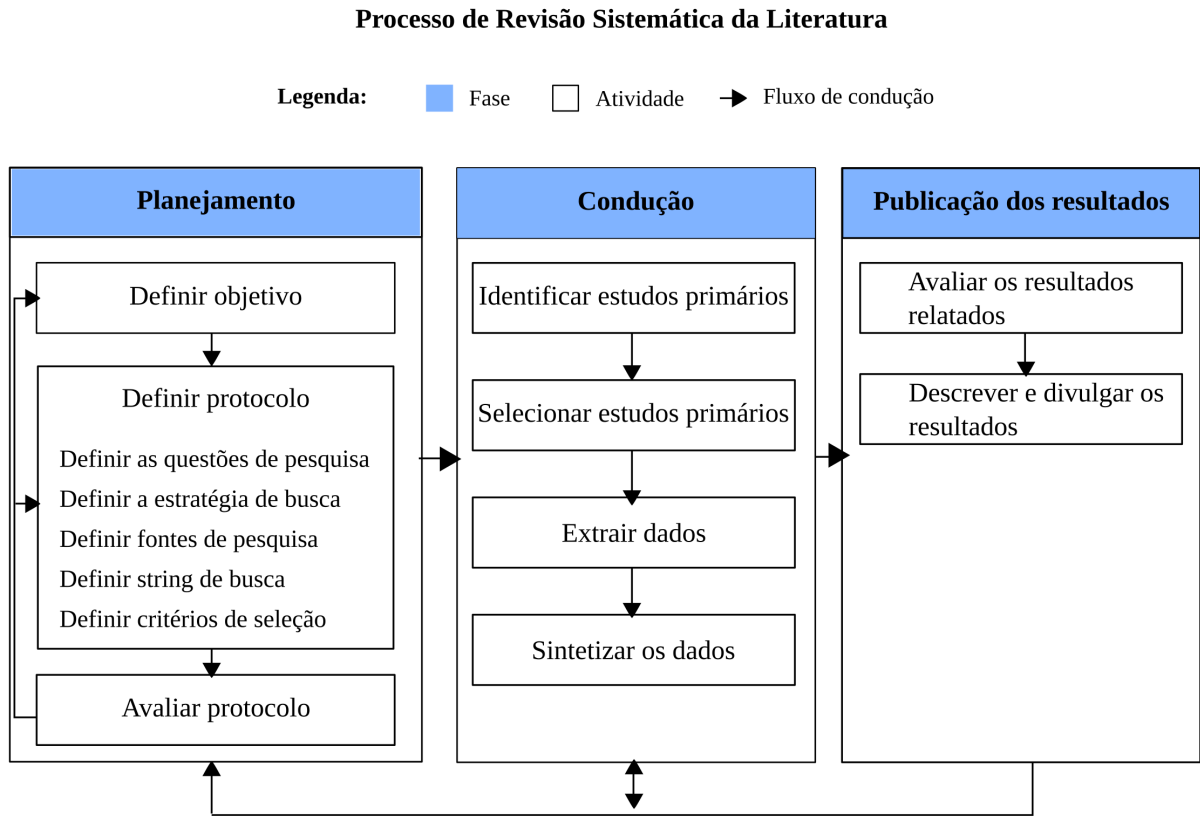 Processo de Revisão Sistemática da Literatura
Legenda: Fase Atividade Fluxo de condução
Planejamento
Definir objetivo
Definir protocolo
Definir as questões de pesquisa
Definir a estratégia de busca
Definir fontes de pesquisa
Definir string de busca
Definir critérios de seleção
Avaliar protocolo
Condução
Identificar estudos primários
Selecionar estudos primários
Extrair dados
Sintetizar os dados
Publicação dos resultados
Avaliar os resultados
relatados
Descrever e divulgar os
resultados